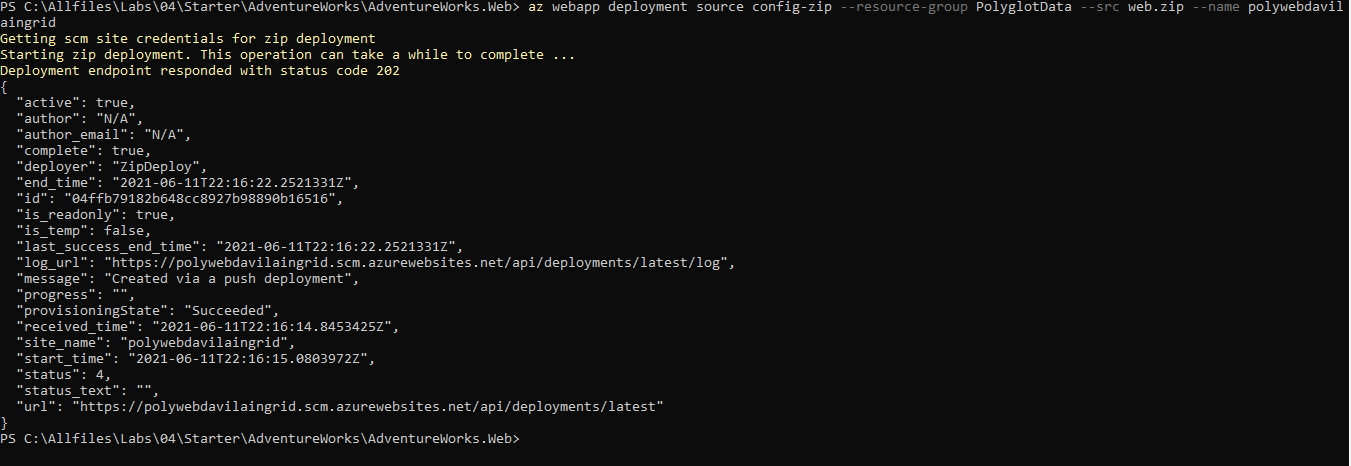 PS C:\Allfiles\Labs\04\Starter\AdventureWorks\AdventureWorks.Web> az webapp deployment source config-zip --resource-group PolyglotData --src web.zip --name polywebdavil
aingrid
Getting scm site credentials for zip deployment
Starting zip deployment. This operation can take a while to complete ...
Deployment endpoint responded with status code 202
{
  "active": true,
  "author": "N/A",
  "author_email": "N/A",
  "complete": true,
  "deployer": "ZipDeploy",
  "end_time": "2021-06-11T22:16:22.2521331Z",
  "id": "04ffb79182b648cc8927b98890b16516",
  "is_readonly": true,
  "is_temp": false,
  "last_success_end_time": "2021-06-11T22:16:22.2521331Z",
  "log_url": "https://polywebdavilaingrid.scm.azurewebsites.net/api/deployments/latest/log",
  "message": "Created via a push deployment",
  "progress": "",
  "provisioningState": "Succeeded",
  "received_time": "2021-06-11T22:16:14.8453425Z",
  "site_name": "polywebdavilaingrid",
  "start_time": "2021-06-11T22:16:15.0803972Z",
  "status": 4,
  "status_text": "",
  "url": "https://polywebdavilaingrid.scm.azurewebsites.net/api/deployments/latest"
}
PS C:\Allfiles\Labs\04\Starter\AdventureWorks\AdventureWorks.Web>